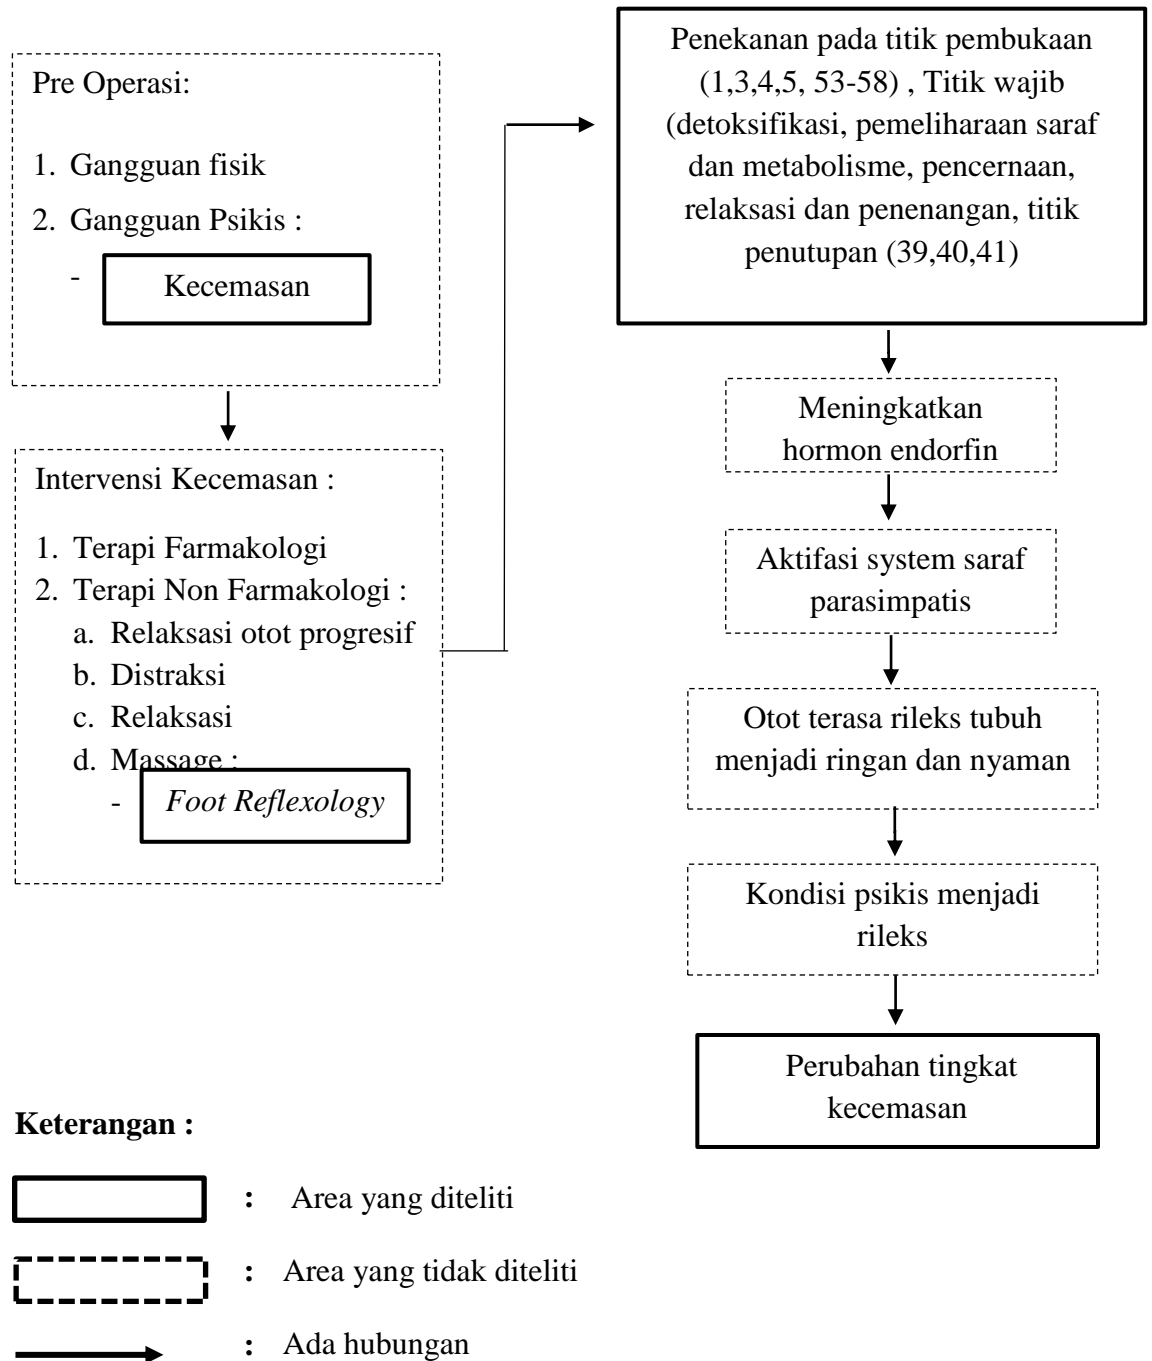 Pre Operasi:
1. Gangguan fisik
2. Gangguan Psikis :
- Kecemasan
Intervensi Kecemasan :
1. Terapi Farmakologi
2. Terapi Non Farmakologi :
a. Relaksasi otot progresif
b. Distraksi
c. Relaksasi
d. Massage :
- Foot Reflexology
Penekanan pada titik pembukaan
(1,3,4,5, 53-58) , Titik wajib
(detoksifikasi, pemeliharaan saraf
dan metabolisme, pencernaan,
relaksasi dan penenangan, titik
penutupan (39,40,41)
Meningkatkan
hormon endorfin
Aktifasi system saraf
parasimpatis
Otot terasa rileks tubuh
menjadi ringan dan nyaman
Kondisi psikis menjadi
rileks
Perubahan tingkat
kecemasan
Keterangan :
: Area yang diteliti
: Area yang tidak diteliti
: Ada hubungan